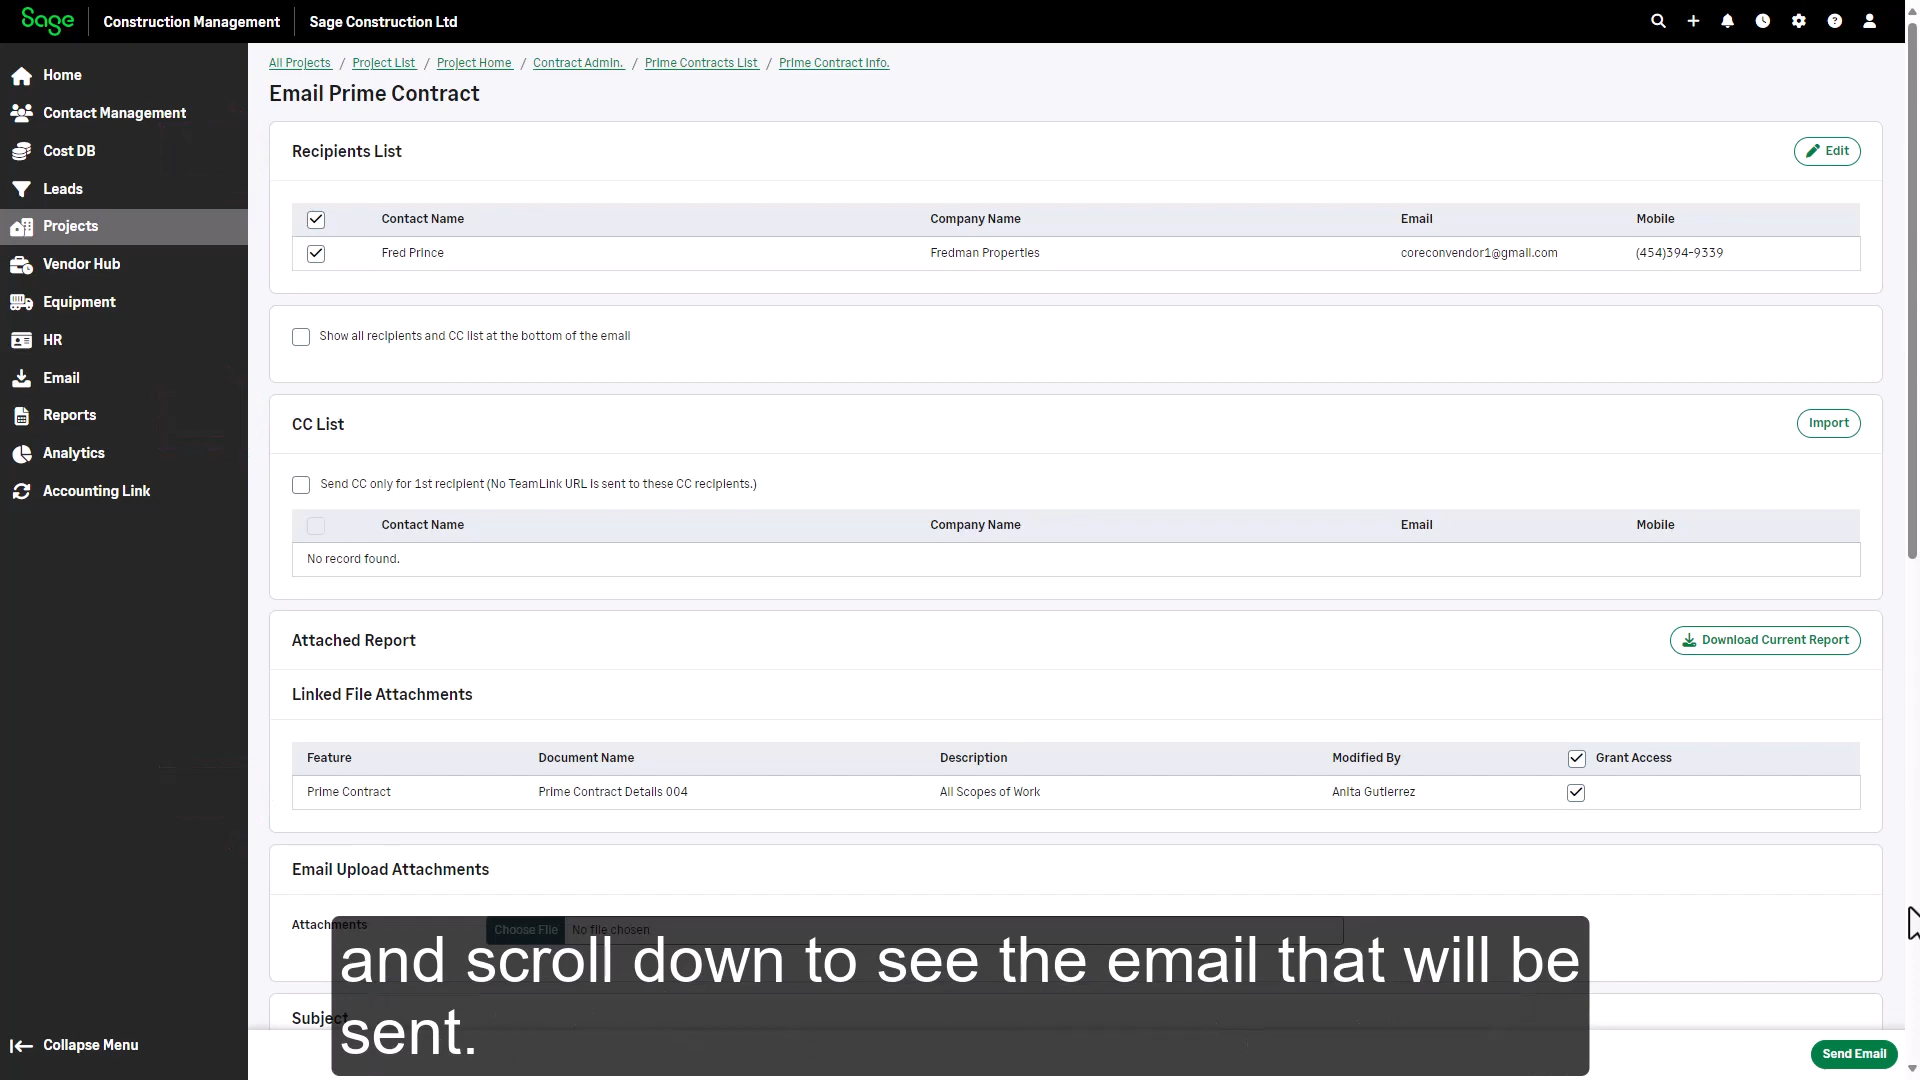 Sage Construction Management Sage Construction Ltd
Home
Contact Management
Cost DB
Leads
Projects
Vendor Hub
Equipment
HR
Email
Reports
Analytics
Accounting Link
Collapse Menu
All Projects / Project List / Project Home / Contract Admin. / Prime Contracts List / Prime Contract Info.
Email Prime Contract
Recipients List Edit
Contact Name Company Name Email Mobile
Fred Prince Fredman Properties coreconvendor1@gmail.com (454)394-9339
Show all recipients and CC list at the bottom of the email
CC List Import
Send CC only for 1st recipient (No TeamLink URL is sent to these CC recipients.)
Contact Name Company Name Email Mobile
No record found.
Attached Report Download Current Report
Linked File Attachments
Feature Document Name Description Modified By Grant Access
Prime Contract Prime Contract Details 004 All Scopes of Work Anita Gutierrez
Email Upload Attachments
Attachments Choose File No file chosen
Subject
and scroll down to see the email that will be
sent.
Send Email